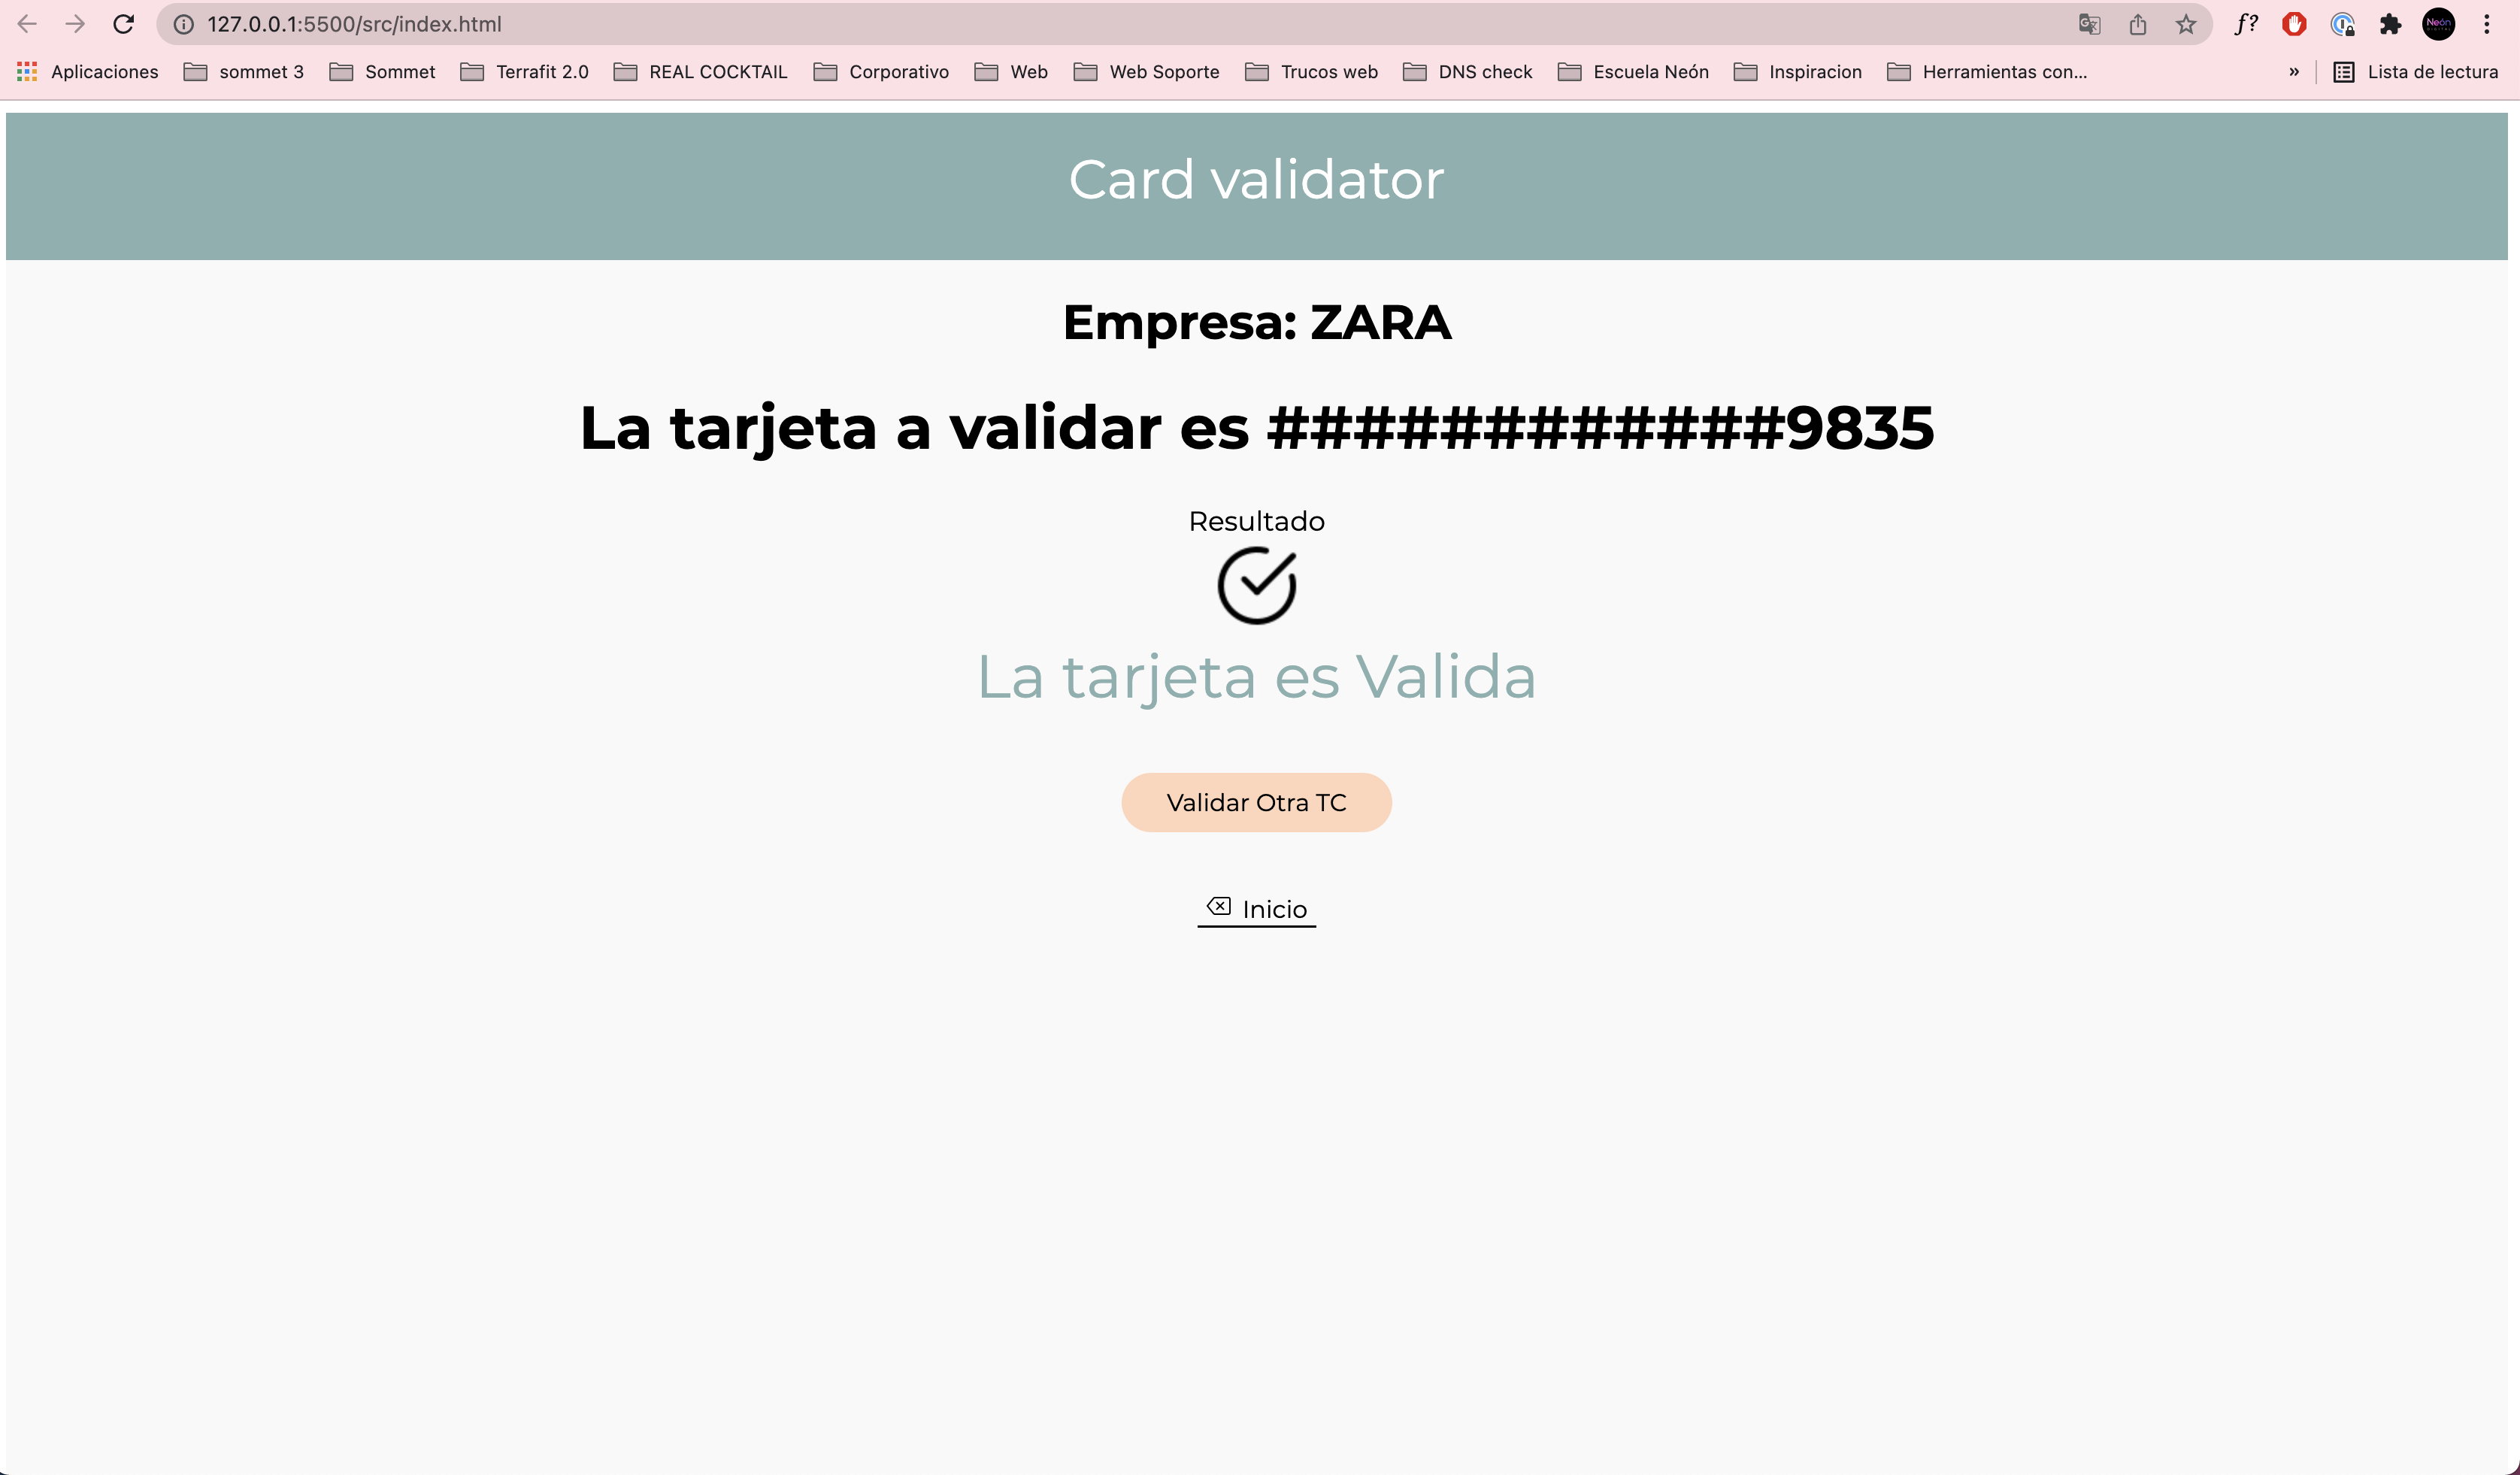 127.0.0.1:5500/src/index.html
f?
Neón
Aplicaciones sommet 3 Sommet Terrafit 2.0 REAL COCKTAIL Corporativo Web Web Soporte Trucos web DNS check Escuela Neón Inspiracion Herramientas con... » Lista de lectura
Card validator
Empresa: ZARA
La tarjeta a validar es ############9835
Resultado
La tarjeta es Valida
Validar Otra TC
Inicio